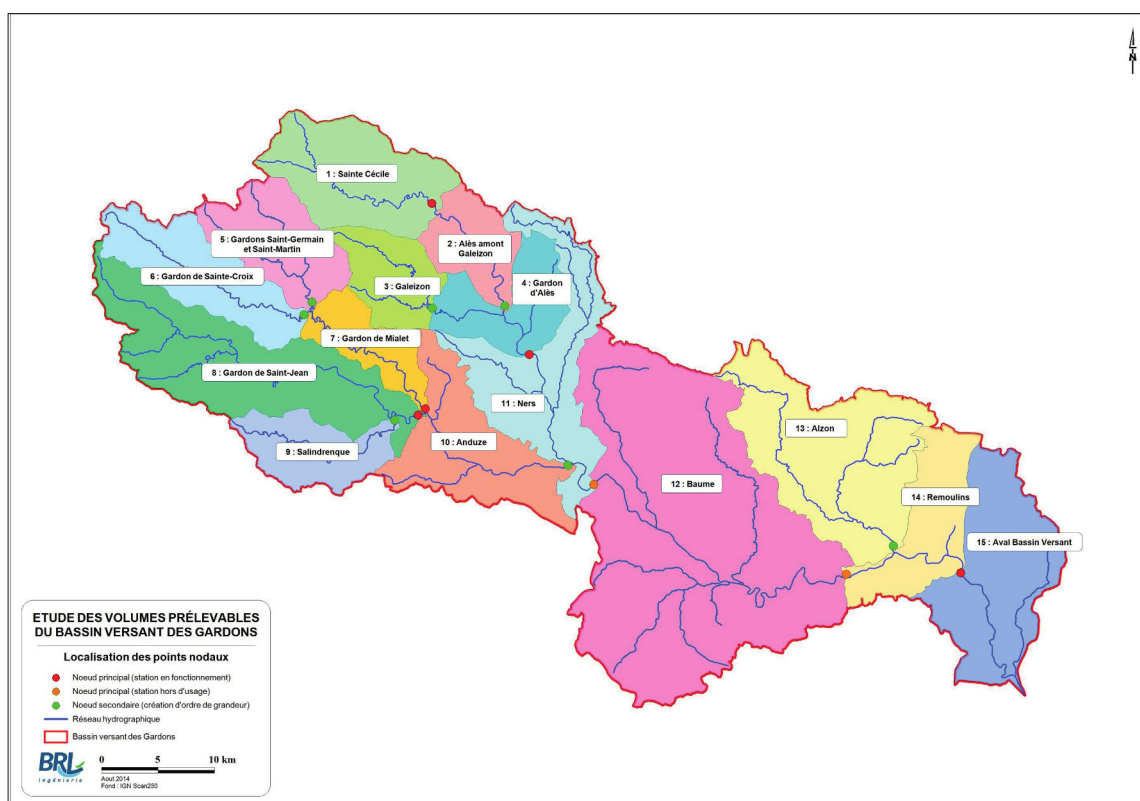 N
1 : Sainte Cécile
5 : Gardons Saint-Germain
et Saint-Martin
2 : Alès amont
Galeizon
6 : Gardon de Sainte-Croix
3 : Galeizon
4 : Gardon
d'Alès
7 : Gardon de Mialet
8 : Gardon de Saint-Jean
11 : Ners
13 : Alzon
10 : Anduze
9 : Salindrenque
12 : Baume
14 : Remoulins
15 : Aval Bassin Versant
ETUDE DES VOLUMES PRÉLEVABLES
DU BASSIN VERSANT DES GARDONS
Localisation des points nodaux
Noeud principal (station en fonctionnement)
Noeud principal (station hors d'usage)
Noeud secondaire (création d'ordre de grandeur)
Réseau hydrographique
Bassin versant des Gardons
BRL
ingénierie
0 5 10 km
Aout 2014
Fond : IGN Scan250